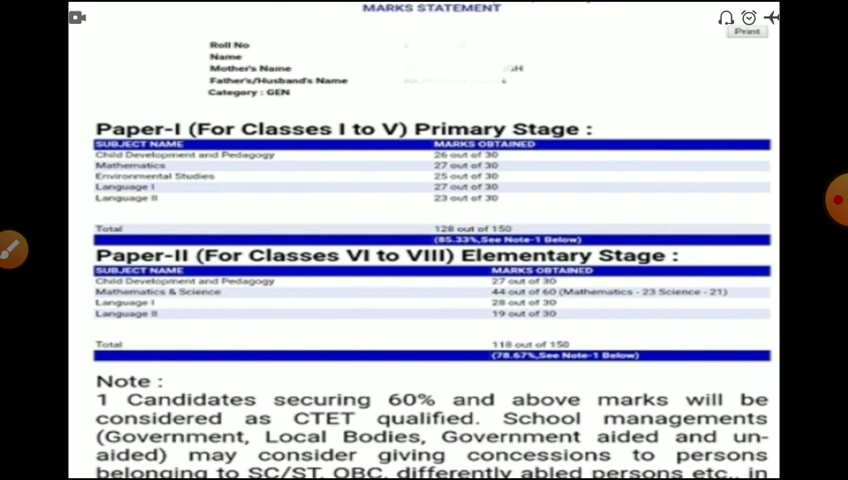 MARKS STATEMENT
Print
Roll No
Name
Mother's Name GH
Father's/Husband's Name
Category : GEN
Paper-I (For Classes I to V) Primary Stage :
SUBJECT NAME MARKS OBTAINED
Child Development and Pedagogy 26 out of 30
Mathematics 27 out of 30
Environmental Studies 25 out of 30
Language I 27 out of 30
Language II 23 out of 30
Total 128 out of 150
(85.33%,See Note-1 Below)
Paper-II (For Classes VI to VIII) Elementary Stage :
SUBJECT NAME MARKS OBTAINED
Child Development and Pedagogy 27 out of 30
Mathematics & Science 44 out of 60 (Mathematics - 23 Science - 21)
Language I 28 out of 30
Language II 19 out of 30
Total 118 out of 150
(78.67%,See Note-1 Below)
Note :
1 Candidates securing 60% and above marks will be
considered as CTET qualified. School managements
(Government, Local Bodies, Government aided and un-
aided) may consider giving concessions to persons
belonging to SC/ST, OBC, differently abled persons etc., in